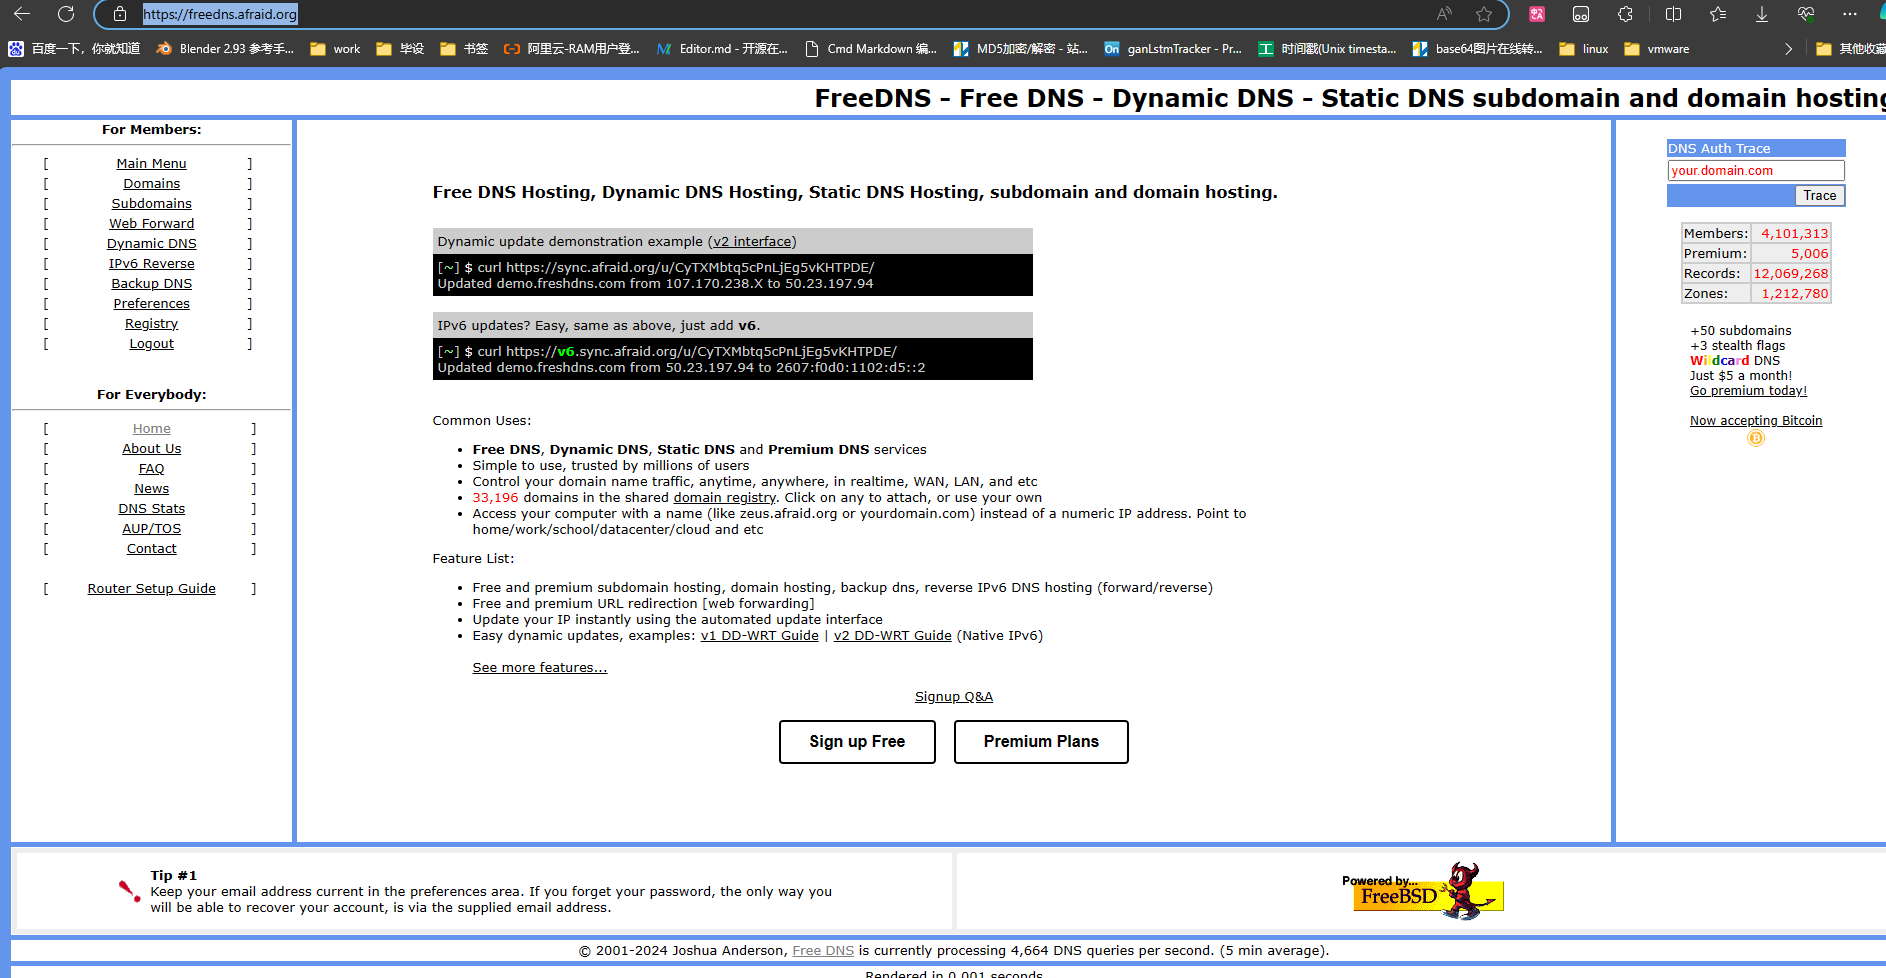 https://freedns.afraid.org
百度一下，你就知道 Blender 2.93 参考手... work 毕设 书签 阿里云-RAM用户登... Editor.md - 开源在... Cmd Markdown 编... MD5加密/解密 - 站... ganLstmTracker - Pr... 时间戳(Unix timesta... base64图片在线转... linux vmware 其他收藏
FreeDNS - Free DNS - Dynamic DNS - Static DNS subdomain and domain hosting
For Members:
[ Main Menu ]
[ Domains ]
[ Subdomains ]
[ Web Forward ]
[ Dynamic DNS ]
[ IPv6 Reverse ]
[ Backup DNS ]
[ Preferences ]
[ Registry ]
[ Logout ]
For Everybody:
[ Home ]
[ About Us ]
[ FAQ ]
[ News ]
[ DNS Stats ]
[ AUP/TOS ]
[ Contact ]
[ Router Setup Guide ]
Free DNS Hosting, Dynamic DNS Hosting, Static DNS Hosting, subdomain and domain hosting.
Dynamic update demonstration example (v2 interface)
[~] $ curl https://sync.afraid.org/u/CyTXMbtq5cPnLjEg5vKHTPDE/
Updated demo.freshdns.com from 107.170.238.X to 50.23.197.94
IPv6 updates? Easy, same as above, just add v6.
[~] $ curl https://v6.sync.afraid.org/u/CyTXMbtq5cPnLjEg5vKHTPDE/
Updated demo.freshdns.com from 50.23.197.94 to 2607:f0d0:1102:d5::2
Common Uses:
• Free DNS, Dynamic DNS, Static DNS and Premium DNS services
• Simple to use, trusted by millions of users
• Control your domain name traffic, anytime, anywhere, in realtime, WAN, LAN, and etc
• 33,196 domains in the shared domain registry. Click on any to attach, or use your own
• Access your computer with a name (like zeus.afraid.org or yourdomain.com) instead of a numeric IP address. Point to
home/work/school/datacenter/cloud and etc
Feature List:
• Free and premium subdomain hosting, domain hosting, backup dns, reverse IPv6 DNS hosting (forward/reverse)
• Free and premium URL redirection [web forwarding]
• Update your IP instantly using the automated update interface
• Easy dynamic updates, examples: v1 DD-WRT Guide | v2 DD-WRT Guide (Native IPv6)
See more features...
Signup Q&A
Sign up Free Premium Plans
DNS Auth Trace
your.domain.com
Trace
Members: 4,101,313
Premium: 5,006
Records: 12,069,268
Zones: 1,212,780
+50 subdomains
+3 stealth flags
Wildcard DNS
Just $5 a month!
Go premium today!
Now accepting Bitcoin
Tip #1
Keep your email address current in the preferences area. If you forget your password, the only way you
will be able to recover your account, is via the supplied email address.
Powered by...
FreeBSD
© 2001-2024 Joshua Anderson, Free DNS is currently processing 4,664 DNS queries per second. (5 min average).
Rendered in 0.001 seconds